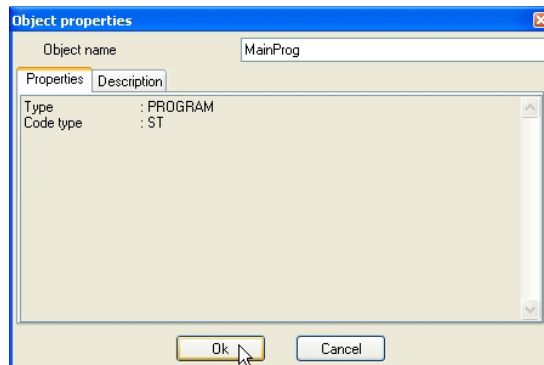 Object properties
Object name MainProg
Properties Description
Type : PROGRAM
Code type : ST
Ok Cancel